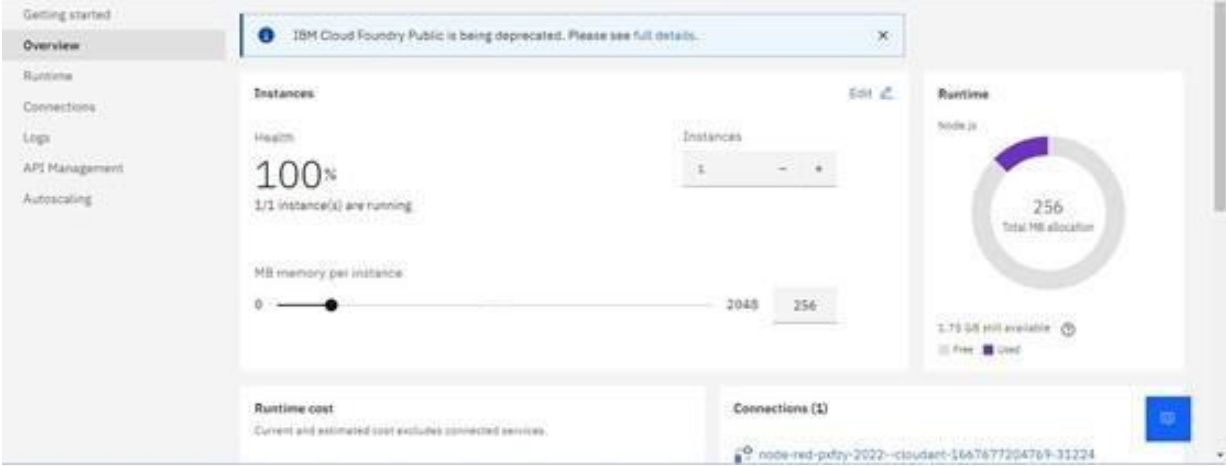 Getting started
Overview
Runtime
Connections
Logs
API Management
Autoscaling
IBM Cloud Foundry Public is being deprecated. Please see full details.
Instances
Edit
Health
100%
1/1 instance(s) are running
Instances
1 - +
MB memory per instance
0 2048 256
Runtime
Node.js
256
Total MB allocation
1.75 GB still available
Free Used
Runtime cost
Current and estimated cost excludes connected services.
Connections (1)
node-red-pxfzy-2022--cloudant-1667677204769-31224